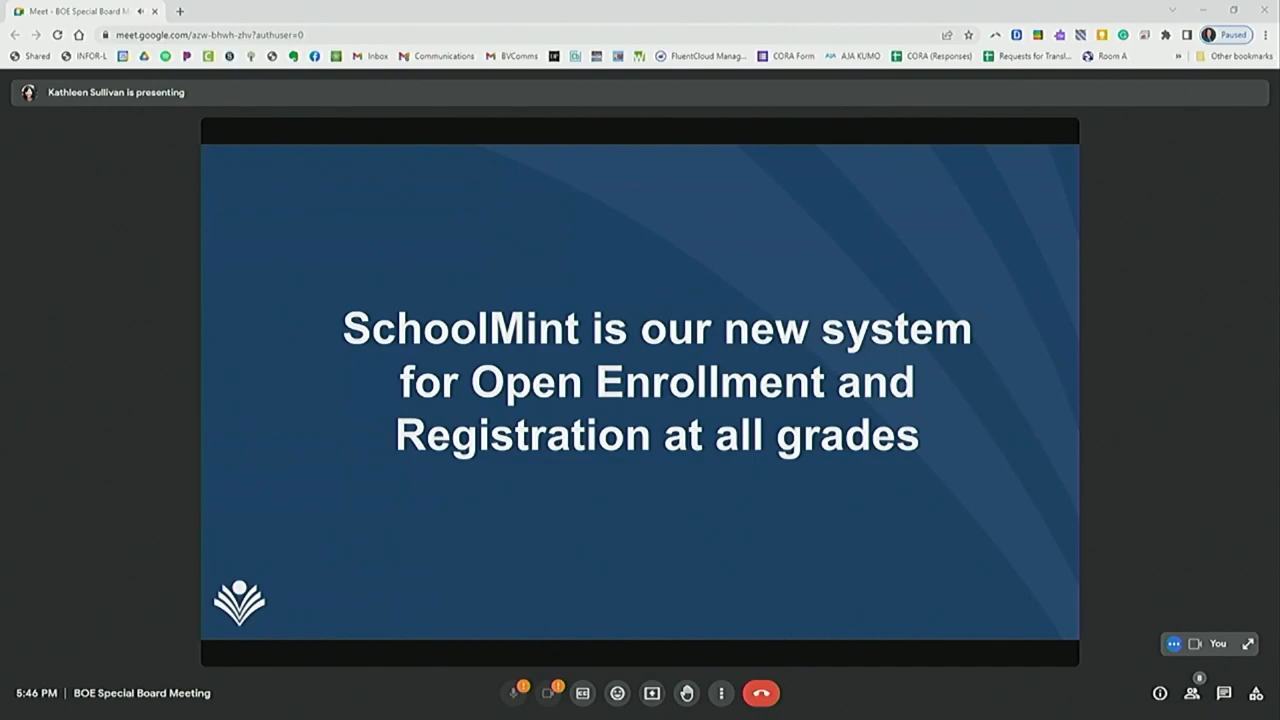 Meet - BOE Special Board M
meet.google.com/azw-bhwh-zhv?authuser=0
Paused
Shared
INFOR-L
Inbox
Communications
BVComms
FluentCloud Manag...
CORA Form
AJA KUMO
CORA (Responses)
Requests for Transl...
Room A
»
Other bookmarks
Kathleen Sullivan is presenting
SchoolMint is our new system
for Open Enrollment and
Registration at all grades
You
8
5:46 PM | BOE Special Board Meeting